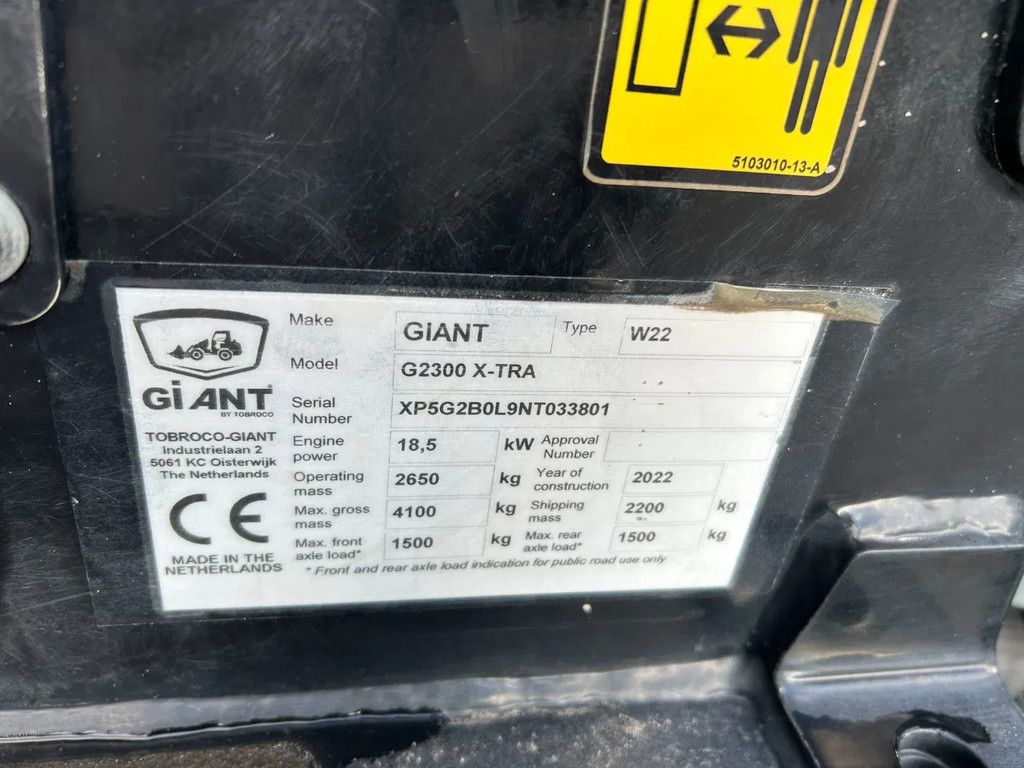 5103010-13-A
GiANT
BY TOBROCO
TOBROCO-GIANT
Industrielaan 2
5061 KC Oisterwijk
The Netherlands
CE
MADE IN THE
NETHERLANDS
Make GiANT Type W22
Model G2300 X-TRA
Serial Number XP5G2B0L9NT033801
Engine power 18,5 kW Approval Number
Operating mass 2650 kg Year of construction 2022
Max. gross mass 4100 kg Shipping mass 2200 kg
Max. front axle load* 1500 kg Max. rear axle load* 1500 kg
* Front and rear axle load indication for public road use only